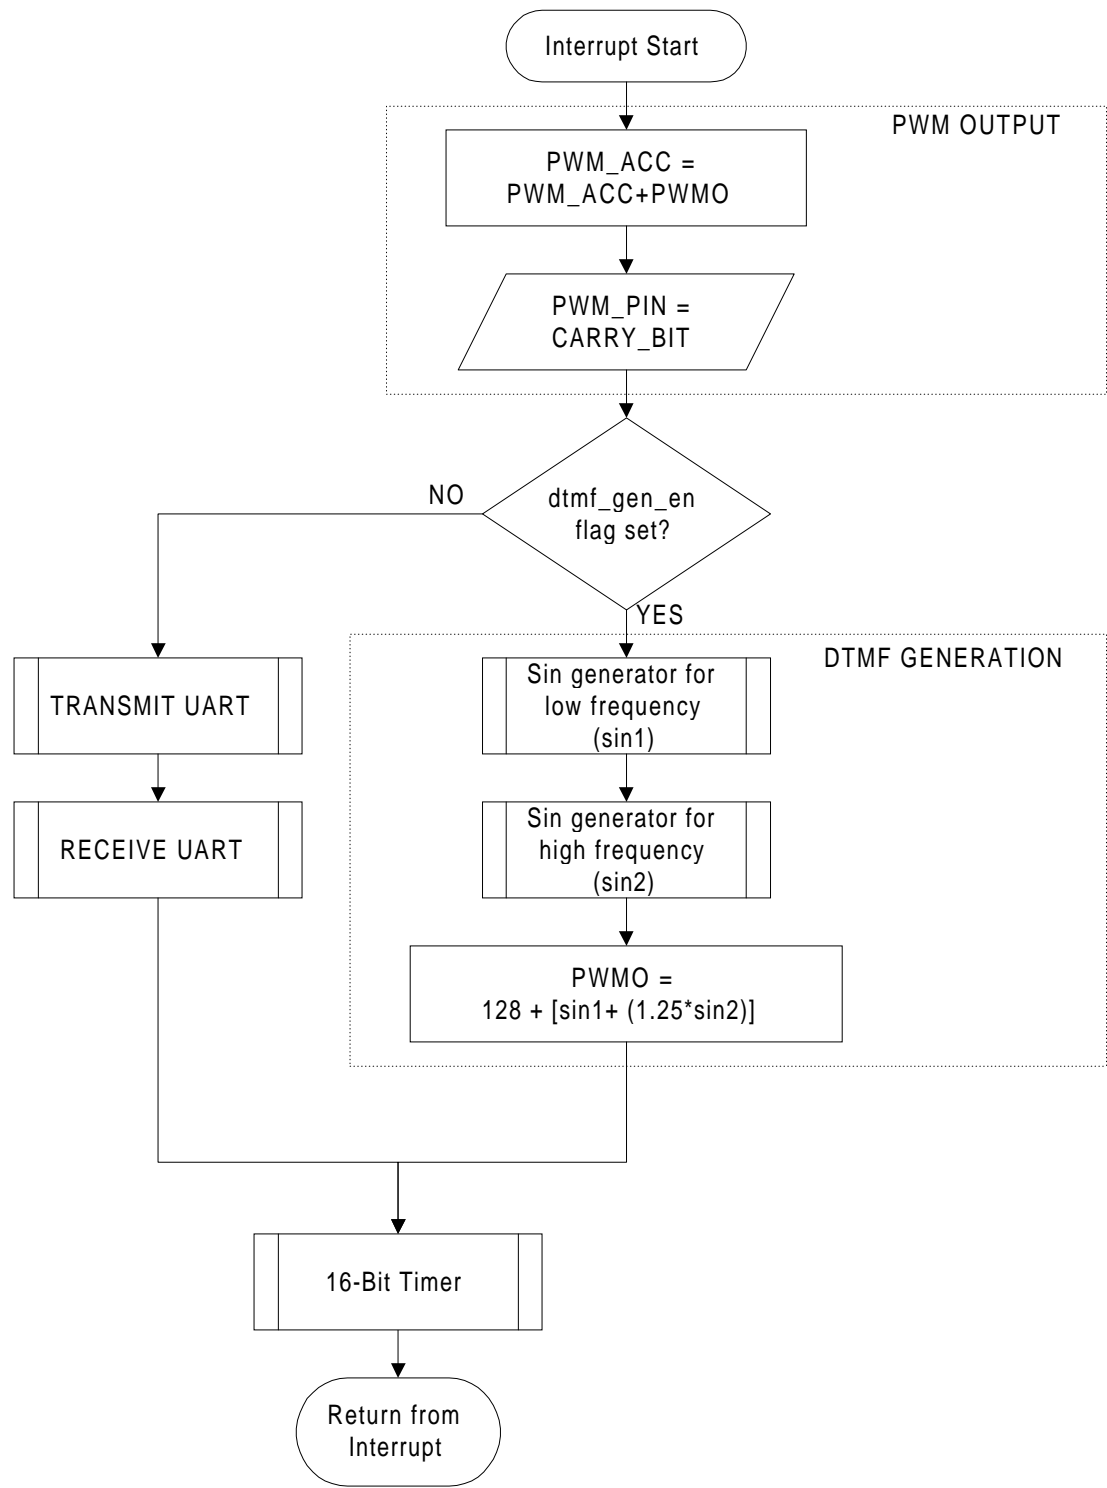 Interrupt Start
PWM OUTPUT
PWM_ACC =
PWM_ACC+PWMO
PWM_PIN =
CARRY_BIT
dtmf_gen_en
flag set?
NO
YES
TRANSMIT UART
RECEIVE UART
DTMF GENERATION
Sin generator for
low frequency
(sin1)
Sin generator for
high frequency
(sin2)
PWMO =
128 + [sin1+ (1.25*sin2)]
16-Bit Timer
Return from
Interrupt